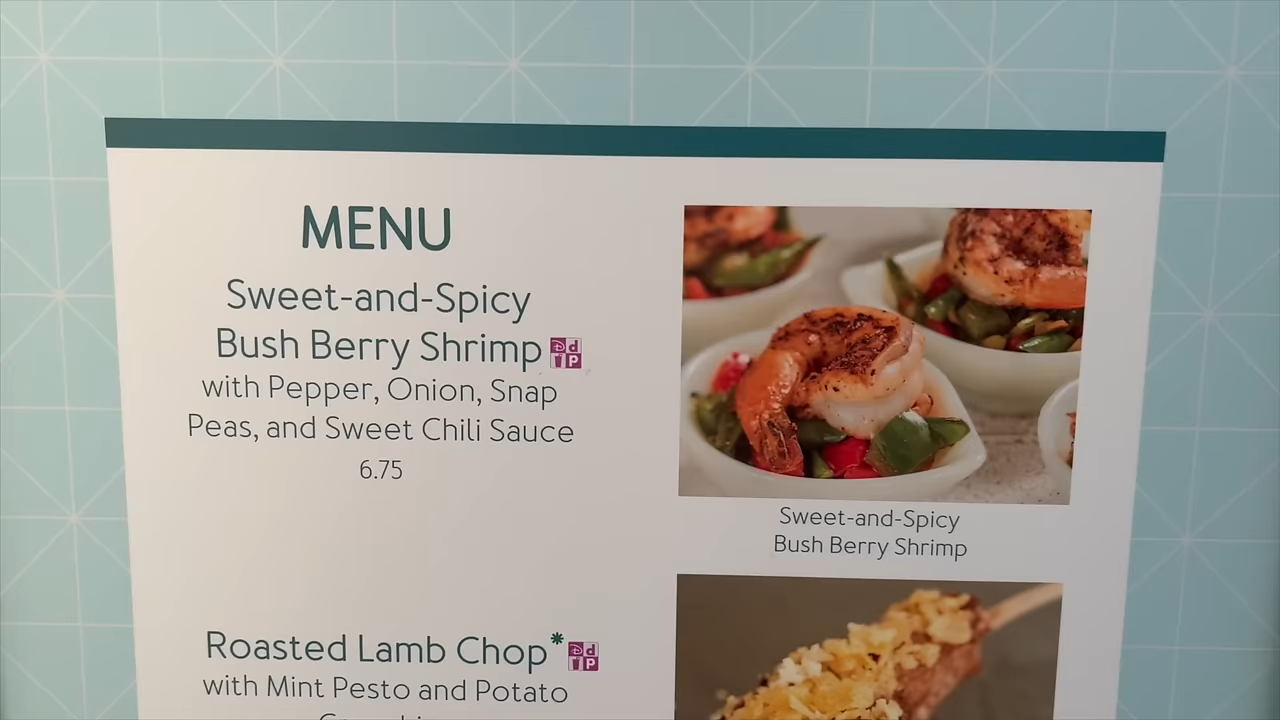 MENU
Sweet-and-Spicy
Bush Berry Shrimp
with Pepper, Onion, Snap
Peas, and Sweet Chili Sauce
6.75
Sweet-and-Spicy
Bush Berry Shrimp
Roasted Lamb Chop*
with Mint Pesto and Potato